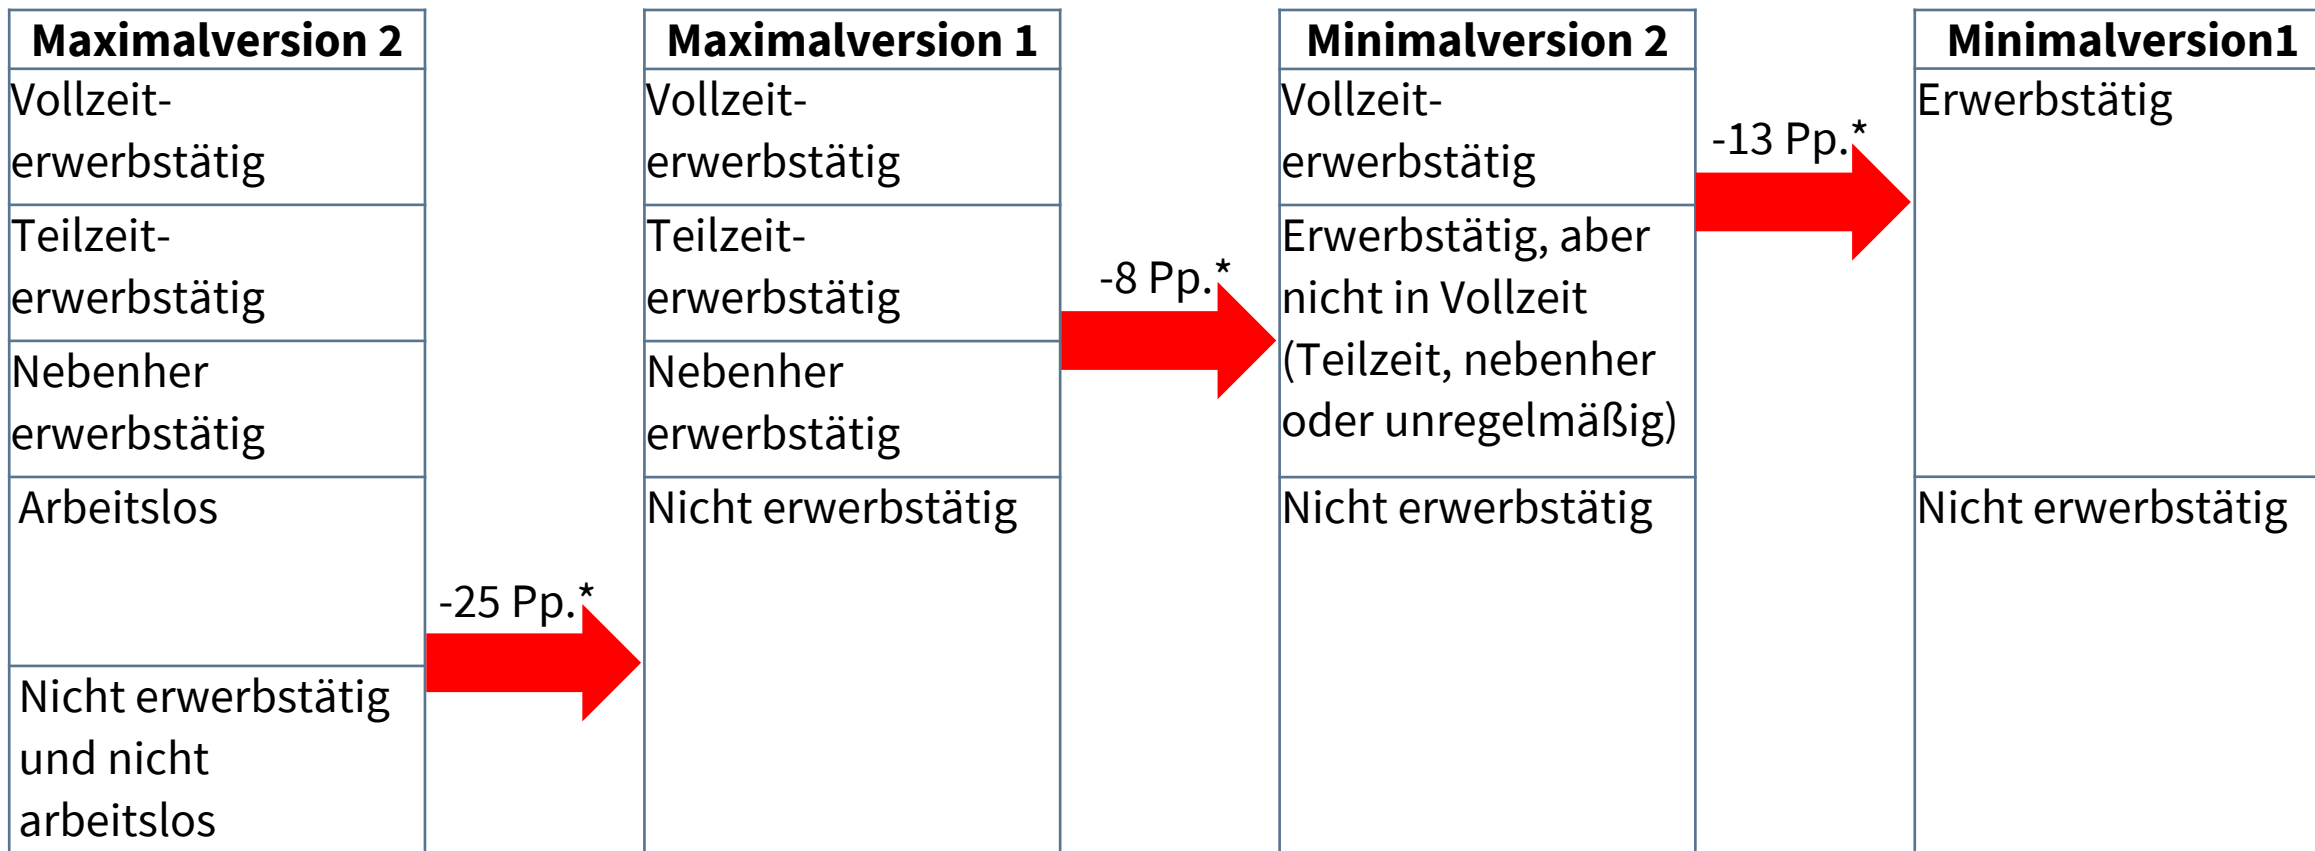 Maximalversion 2
Vollzeit-
erwerbstätig
Teilzeit-
erwerbstätig
Nebenher
erwerbstätig
Arbeitslos
Nicht erwerbstätig
und nicht
arbeitslos
-25 Pp.*
Maximalversion 1
Vollzeit-
erwerbstätig
Teilzeit-
erwerbstätig
Nebenher
erwerbstätig
Nicht erwerbstätig
-8 Pp.*
Minimalversion 2
Vollzeit-
erwerbstätig
Erwerbstätig, aber
nicht in Vollzeit
(Teilzeit, nebenher
oder unregelmäßig)
Nicht erwerbstätig
-13 Pp.*
Minimalversion1
Erwerbstätig
Nicht erwerbstätig